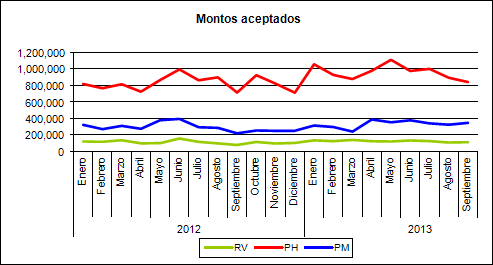 Montos aceptados
1,200,000
1,000,000
800,000
600,000
400,000
200,000
0
Enero
Febrero
Marzo
Abril
Mayo
Junio
Julio
Agosto
Septiembre
Octubre
Noviembre
Diciembre
Enero
Febrero
Marzo
Abril
Mayo
Junio
Julio
Agosto
Septiembre
2012 2013
RV PH PM